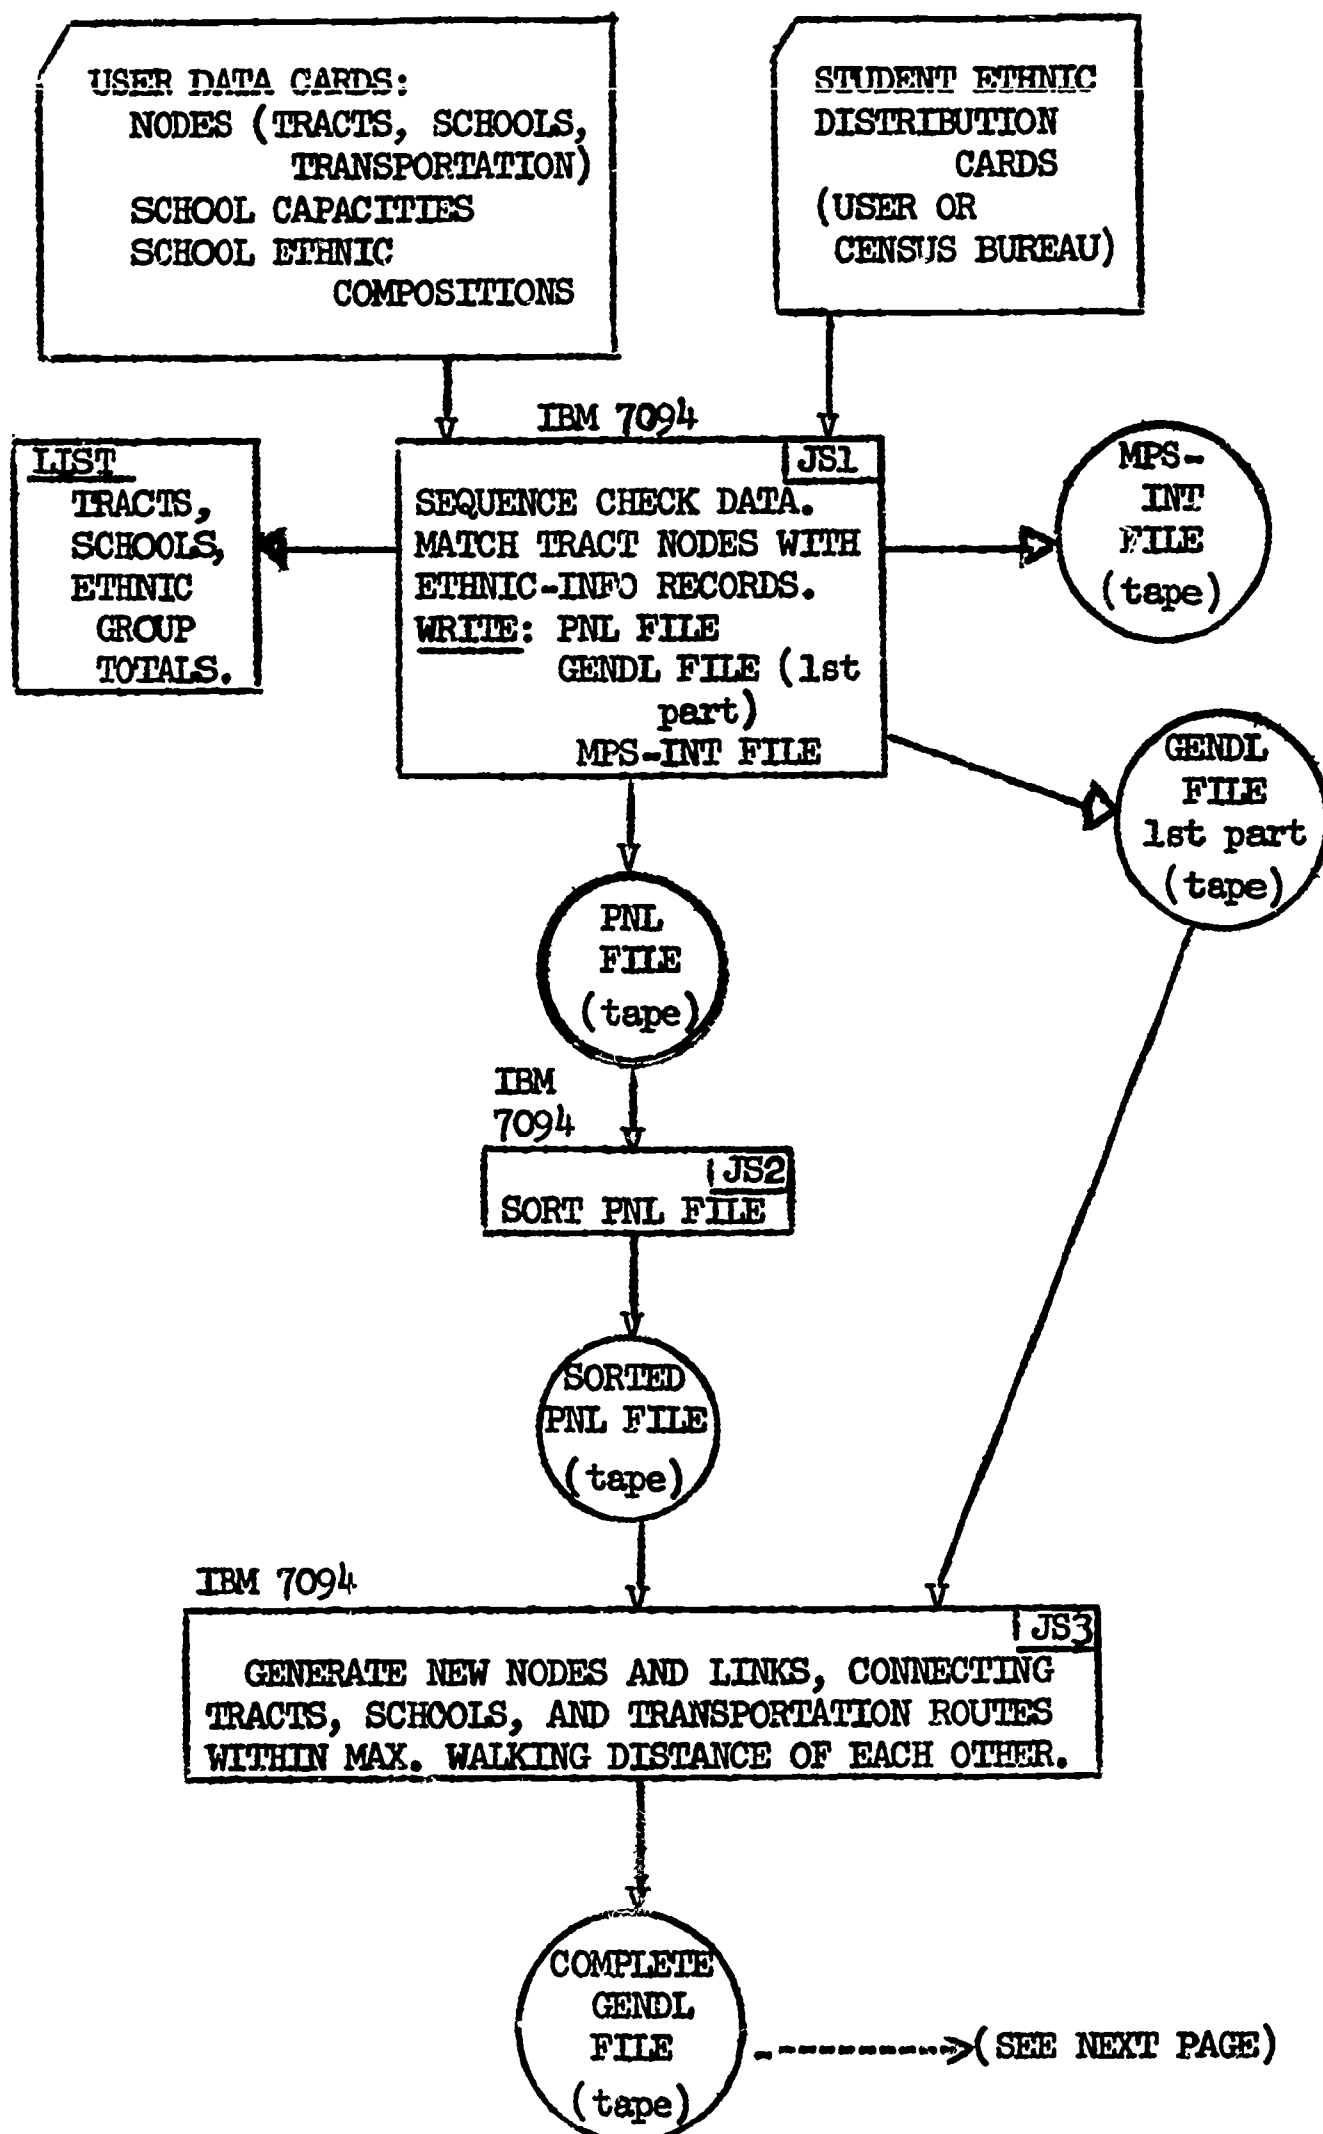 USER DATA CARDS:
NODES (TRACTS, SCHOOLS,
TRANSPORTATION)
SCHOOL CAPACITIES
SCHOOL ETHNIC
COMPOSITIONS
STUDENT ETHNIC
DISTRIBUTION
CARDS
(USER OR
CENSUS BUREAU)
IBM 7094
JS1
SEQUENCE CHECK DATA.
MATCH TRACT NODES WITH
ETHNIC-INFO RECORDS.
WRITE: PNL FILE
GENDL FILE (1st
part)
MPS-INT FILE
LIST
TRACTS,
SCHOOLS,
ETHNIC
GROUP
TOTALS.
MPS-
INT
FILE
(tape)
GENDL
FILE
1st part
(tape)
PNL
FILE
(tape)
IBM
7094
JS2
SORT PNL FILE
SORTED
PNL FILE
(tape)
IBM 7094
JS3
GENERATE NEW NODES AND LINKS, CONNECTING
TRACTS, SCHOOLS, AND TRANSPORTATION ROUTES
WITHIN MAX. WALKING DISTANCE OF EACH OTHER.
COMPLETE
GENDL
FILE
(tape)
(SEE NEXT PAGE)